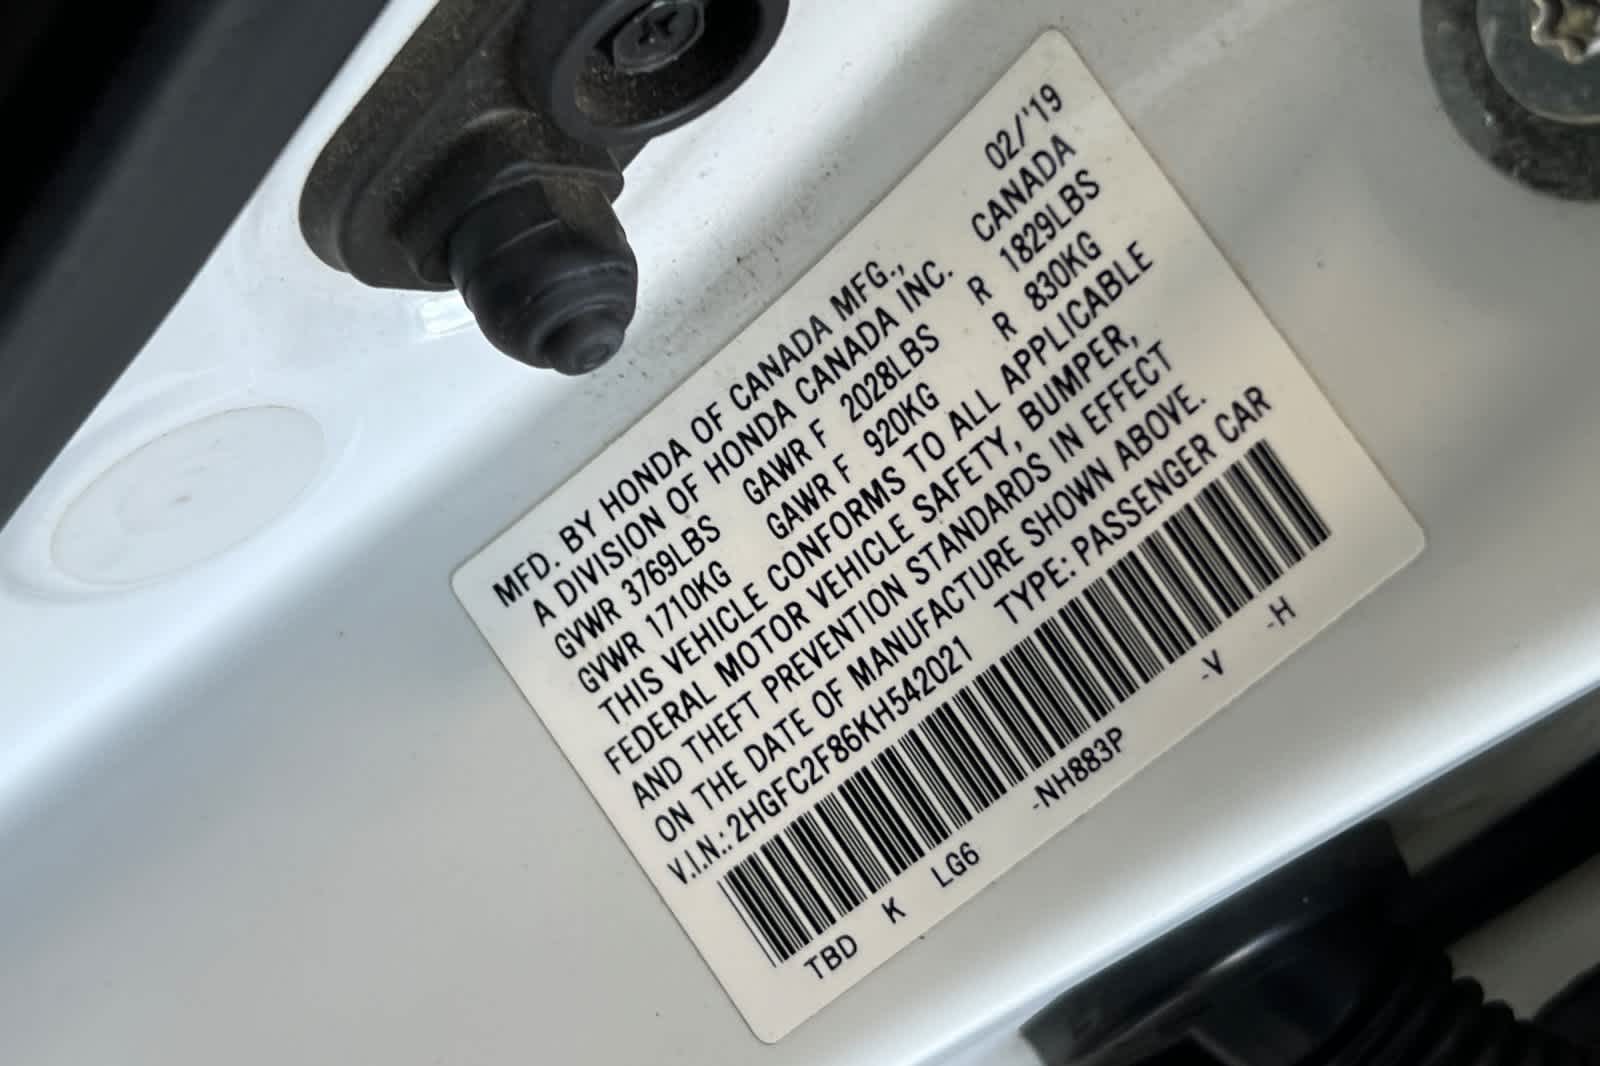 MFD. BY HONDA OF CANADA MFG., 02/'19
A DIVISION OF HONDA CANADA INC. CANADA
GVWR 3769LBS GAWR F 2028LBS R 1829LBS
GVWR 1710KG GAWR F 920KG R 830KG
THIS VEHICLE CONFORMS TO ALL APPLICABLE
FEDERAL MOTOR VEHICLE SAFETY, BUMPER,
AND THEFT PREVENTION STANDARDS IN EFFECT
ON THE DATE OF MANUFACTURE SHOWN ABOVE.
V.I.N.: 2HGFC2F86KH542021 TYPE: PASSENGER CAR
TBD K LG6 -NH883P -V -H